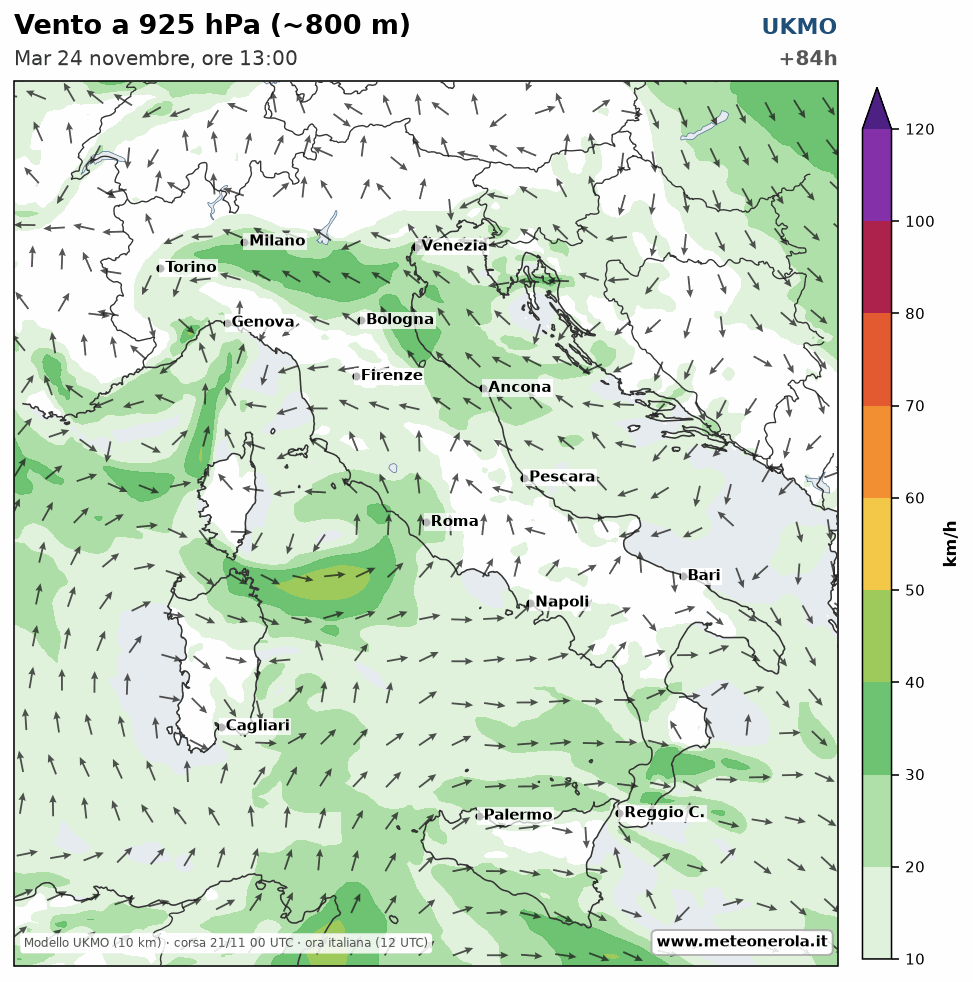 Vento a 925 hPa (~800 m)
UKMO
Mar 24 novembre, ore 13:00
+84h
Milano
Venezia
Torino
Genova
Bologna
Firenze
Ancona
Pescara
Roma
Bari
Napoli
Cagliari
Palermo
Reggio C.
120
100
80
70
60
50
40
30
20
10
km/h
Modello UKMO (10 km) · corsa 21/11 00 UTC · ora italiana (12 UTC)
www.meteonerola.it